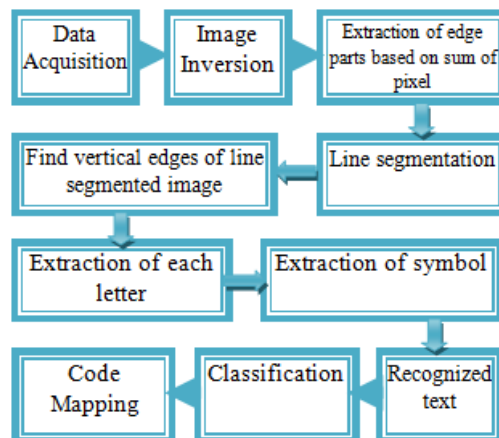 Data
Acquisition
Image
Inversion
Extraction of edge
parts based on sum of
pixel
Line segmentation
Find vertical edges of line
segmented image
Extraction of each
letter
Extraction of symbol
Recognized
text
Classification
Code
Mapping